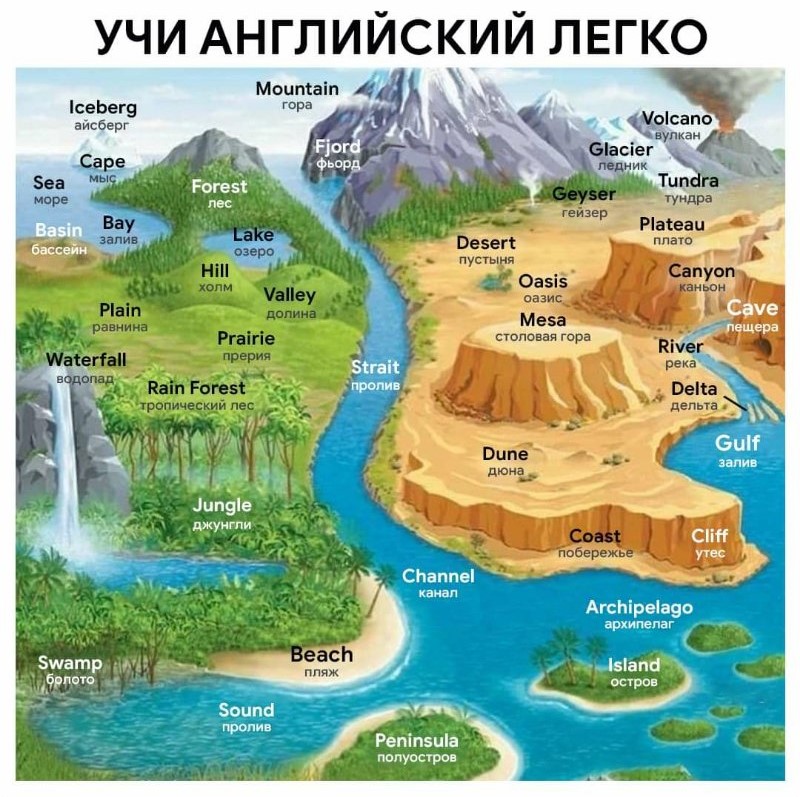 УЧИ АНГЛИЙСКИЙ ЛЕГКО
Mountain
гора
Iceberg
айсберг
Volcano
вулкан
Fjord
фьорд
Glacier
ледник
Cape
мыс
Sea
море
Forest
лес
Geyser
гейзер
Tundra
тундра
Basin
бассейн
Bay
залив
Lake
озеро
Desert
пустыня
Plateau
плато
Hill
холм
Valley
долина
Oasis
оазис
Canyon
каньон
Plain
равнина
Mesa
столовая гора
Cave
пещера
Prairie
прерия
River
река
Waterfall
водопад
Strait
пролив
Rain Forest
тропический лес
Delta
дельта
Gulf
залив
Dune
дюна
Jungle
джунгли
Coast
побережье
Cliff
утес
Channel
канал
Archipelago
архипелаг
Beach
пляж
Swamp
болото
Island
остров
Sound
пролив
Peninsula
полуостров